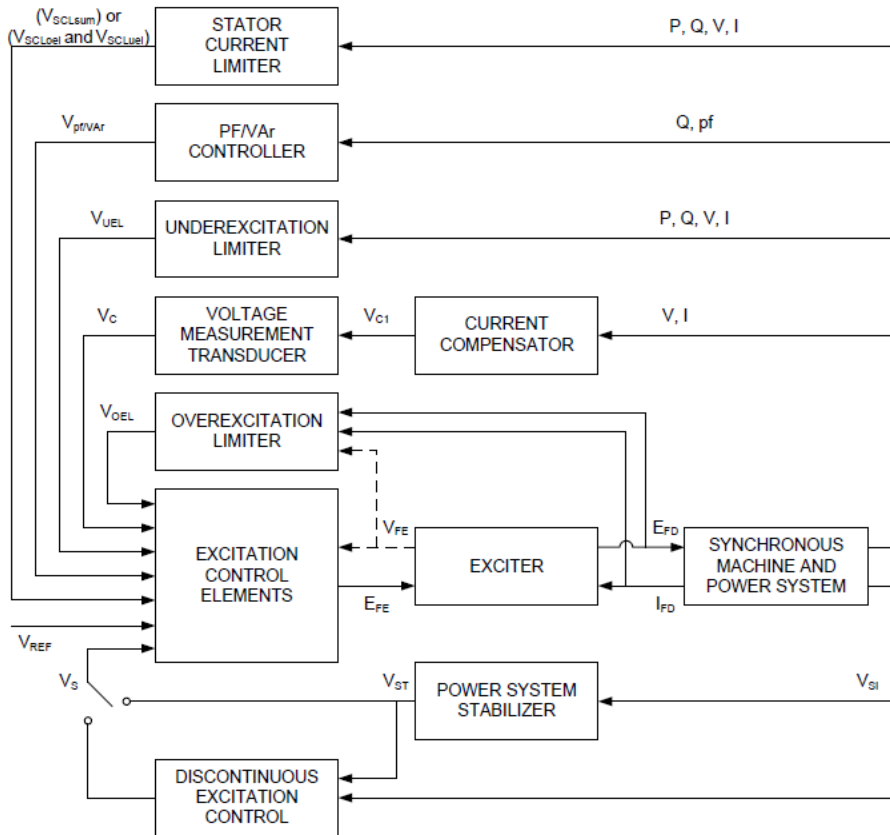 (VSCLsum) or
(VSCLoel and VSCLuel)
STATOR
CURRENT
LIMITER
P, Q, V, I
Vpf/VAr
PF/VAr
CONTROLLER
Q, pf
VUEL
UNDEREXCITATION
LIMITER
P, Q, V, I
VC
VOLTAGE
MEASUREMENT
TRANSDUCER
VC1
CURRENT
COMPENSATOR
V, I
VOEL
OVEREXCITATION
LIMITER
EXCITATION
CONTROL
ELEMENTS
VFE
EFE
EXCITER
EFD
IFD
SYNCHRONOUS
MACHINE AND
POWER SYSTEM
VREF
VS
VST
POWER SYSTEM
STABILIZER
VSI
DISCONTINUOUS
EXCITATION
CONTROL